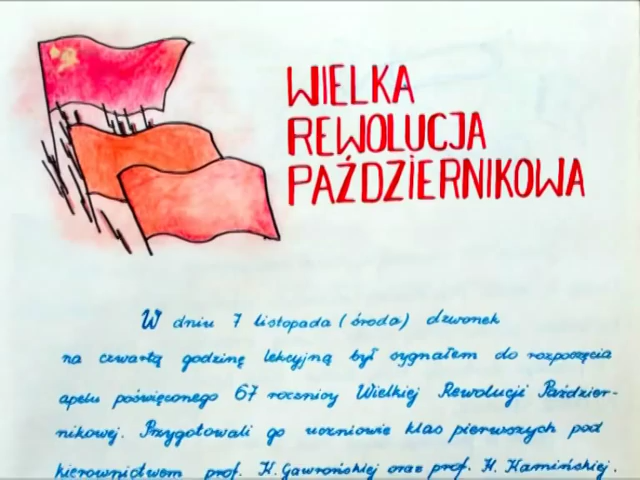 WIELKA
REWOLUCJA
PAŹDZIERNIKOWA
W dniu 7 listopada (środa) dzwonek
na czwartą godzinę lekcyjną był sygnałem do rozpoczęcia
apelu poświęconego 67 rocznicy Wielkiej Rewolucji Paździer-
nikowej. Przygotowali go uczniowie klas pierwszych pod
kierownictwem prof. K. Gawrońskiej oraz prof. H. Kamińskiej.